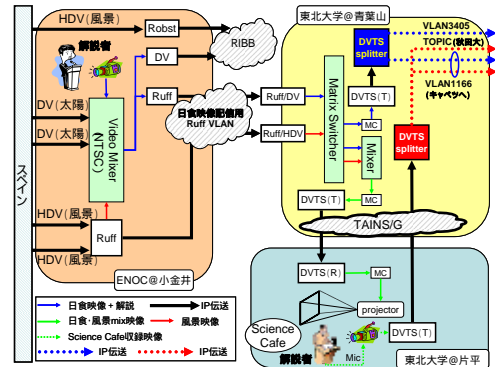 HDV(風景)
解説者
DV(太陽)
DV(太陽)
HDV(風景)
HDV(風景)
スペイン
Video Mixer
(NTSC)
Robst
DV
Ruff
Ruff
RIBB
日食映像配信用
Ruff VLAN
ENOC@小金井
東北大学@青葉山
Ruff/DV
Ruff/HDV
Matrix Switcher
DVTS
splitter
DVTS(T)
MC
Mixer
MC
DVTS(T)
DVTS
splitter
VLAN3405
TOPIC(秋田大)
VLAN1166
(キャベツへ)
TAINS/G
DVTS(R)
MC
projector
Science
Cafe
解説者
Mic
DVTS(T)
東北大学@片平
日食映像+解説
IP伝送
日食・風景mix映像
風景映像
Science Cafe収録映像
IP伝送
IP伝送